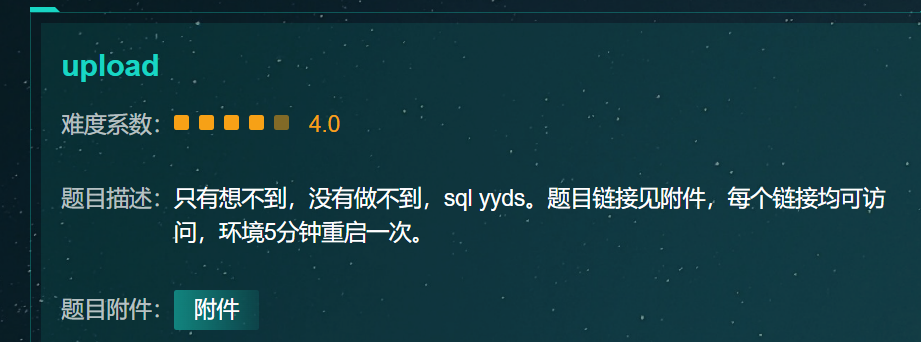 upload
难度系数： 4.0
题目描述：只有想不到，没有做不到，sql yyds。题目链接见附件，每个链接均可访
问，环境5分钟重启一次。
题目附件： 附件